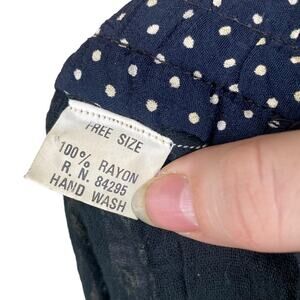 FREE SIZE
100% RAYON
R. N. 84295
HAND WASH